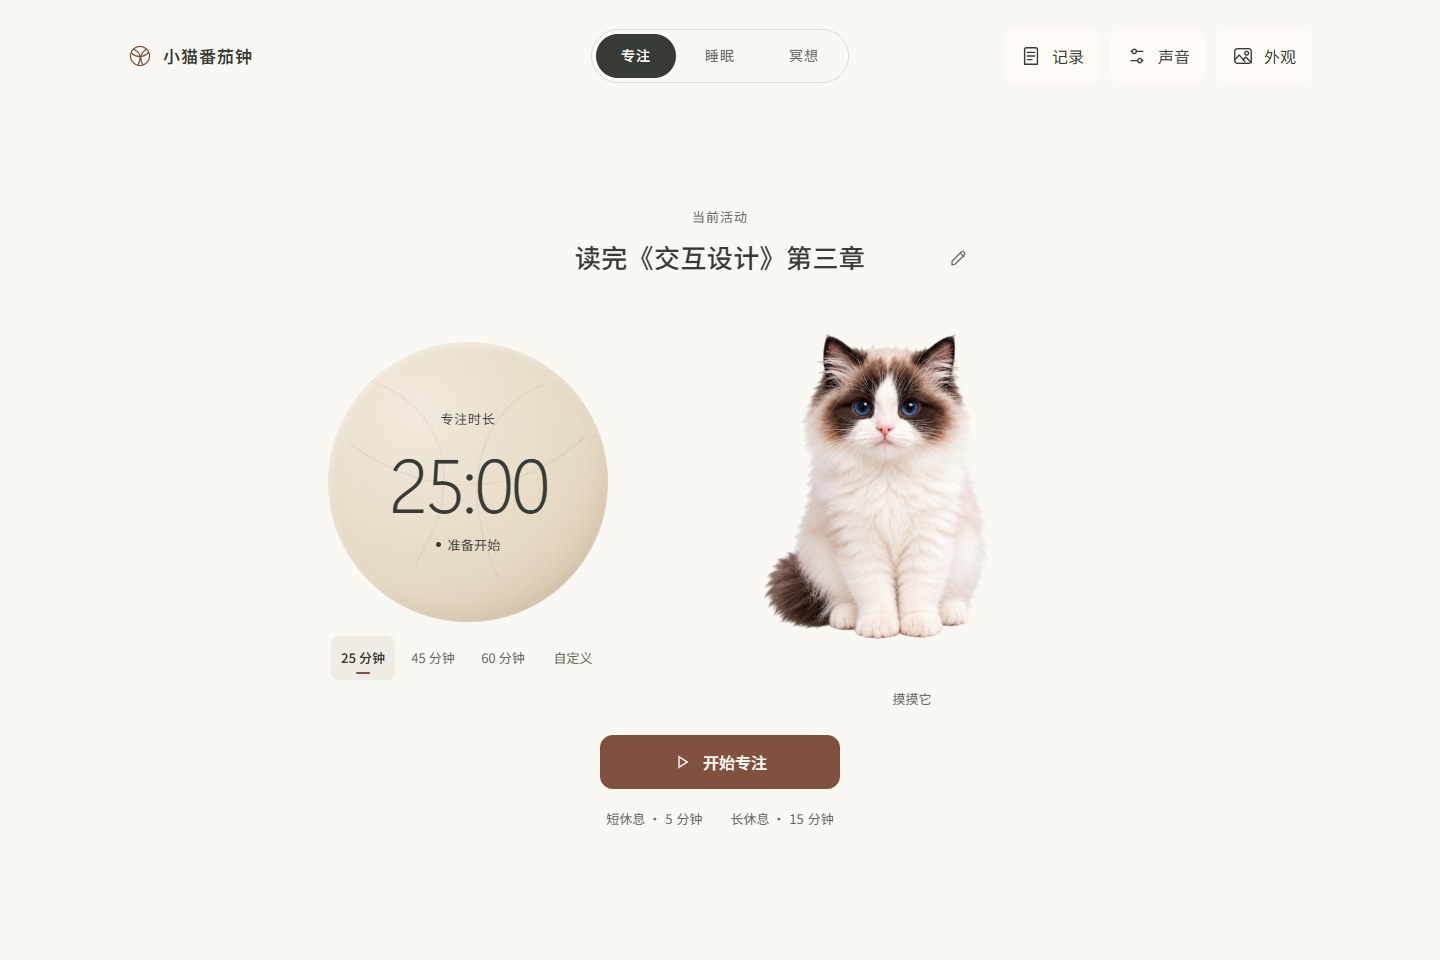 小猫番茄钟
专注
睡眠
冥想
记录
声音
外观
当前活动
读完《交互设计》第三章
专注时长
25:00
准备开始
25 分钟
45 分钟
60 分钟
自定义
摸摸它
开始专注
短休息 · 5 分钟
长休息 · 15 分钟